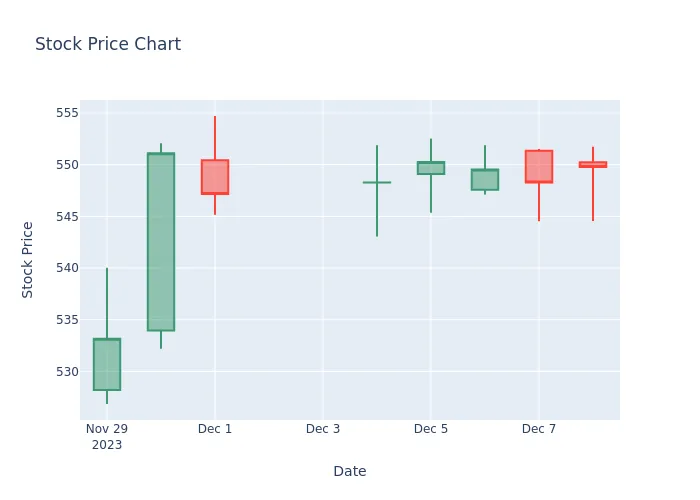 Stock Price Chart
555
550
545
540
535
530
Stock Price
Nov 29
2023
Dec 1
Dec 3
Dec 5
Dec 7
Date